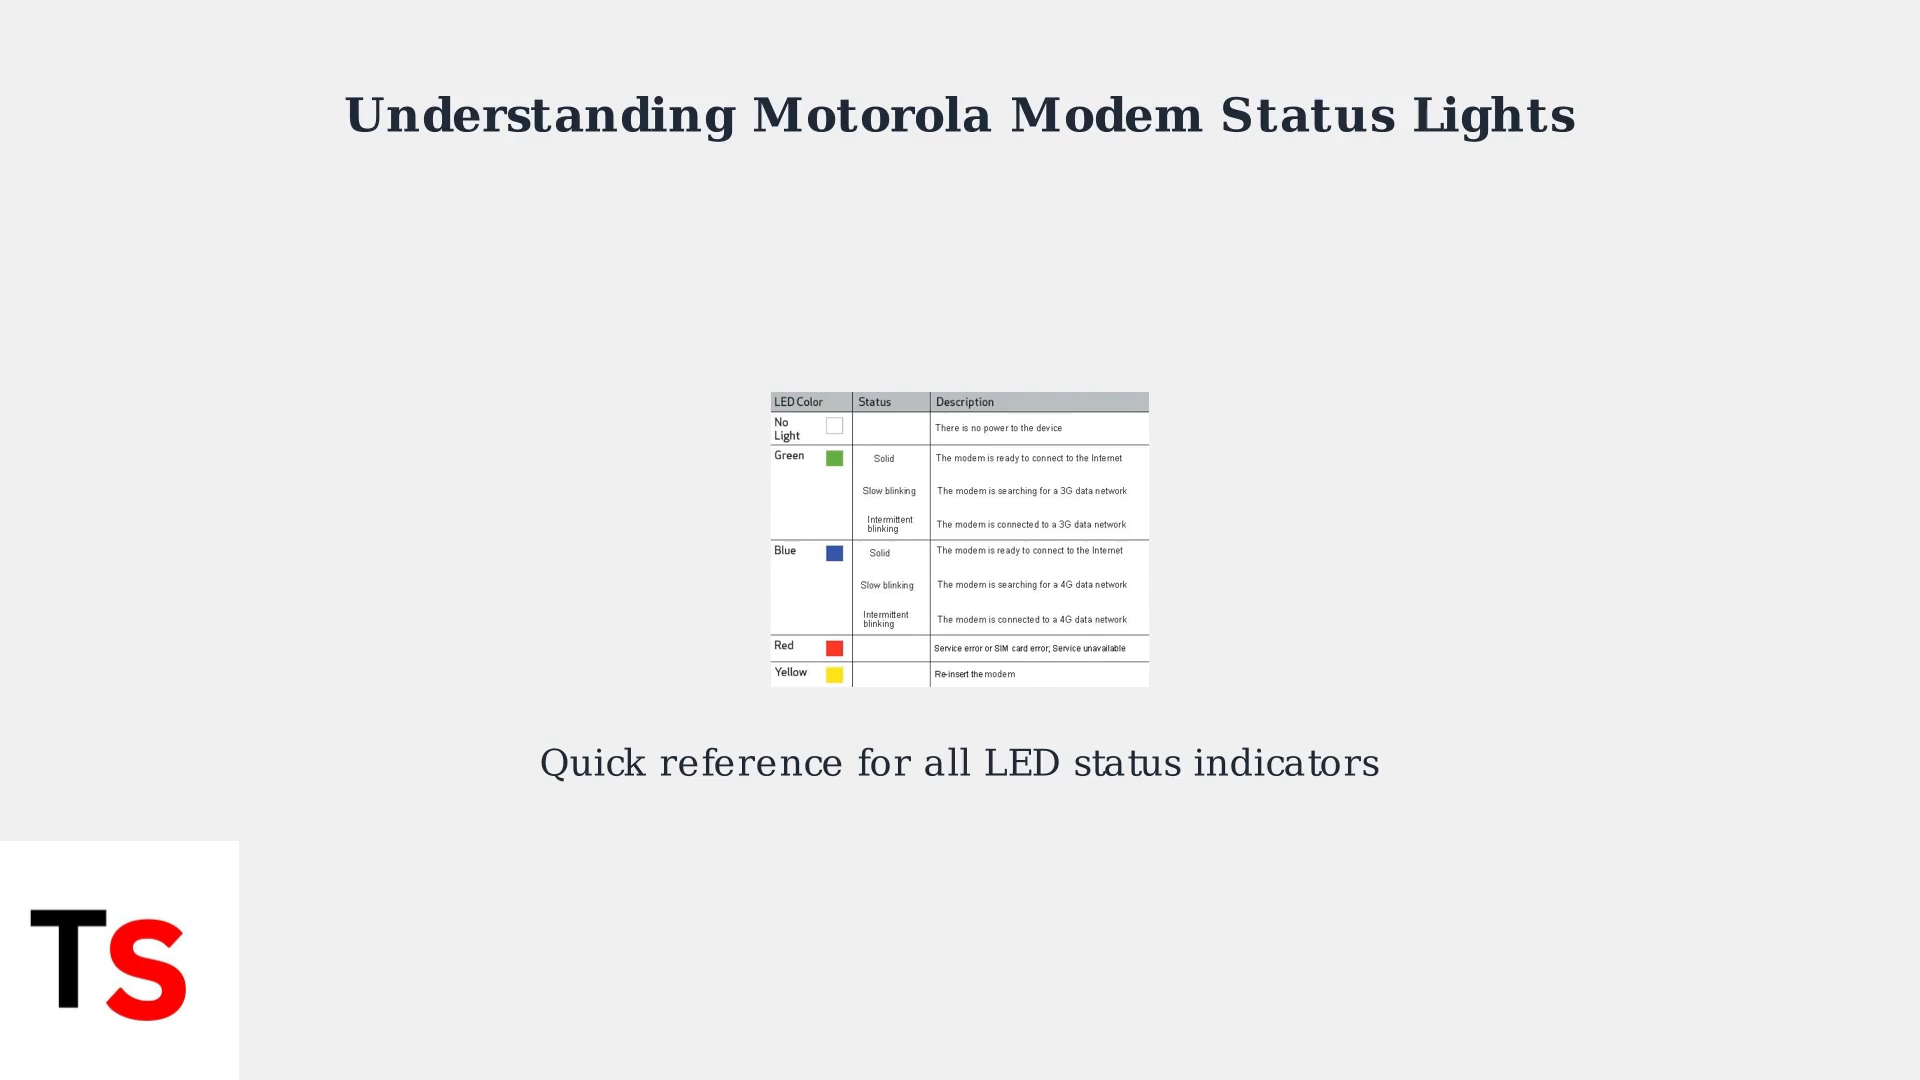 Understanding Motorola Modem Status Lights
LED Color Status Description
No
Light
There is no power to the device
Green Solid The modem is ready to connect to the Internet
Slow blinking The modem is searching for a 3G data network
Intermittent
blinking
The modem is connected to a 3G data network
Blue Solid The modem is ready to connect to the Internet
Slow blinking The modem is searching for a 4G data network
Intermittent
blinking
The modem is connected to a 4G data network
Red Service error or SIM card error; Service unavailable
Yellow Re-insert the modem
Quick reference for all LED status indicators
TS